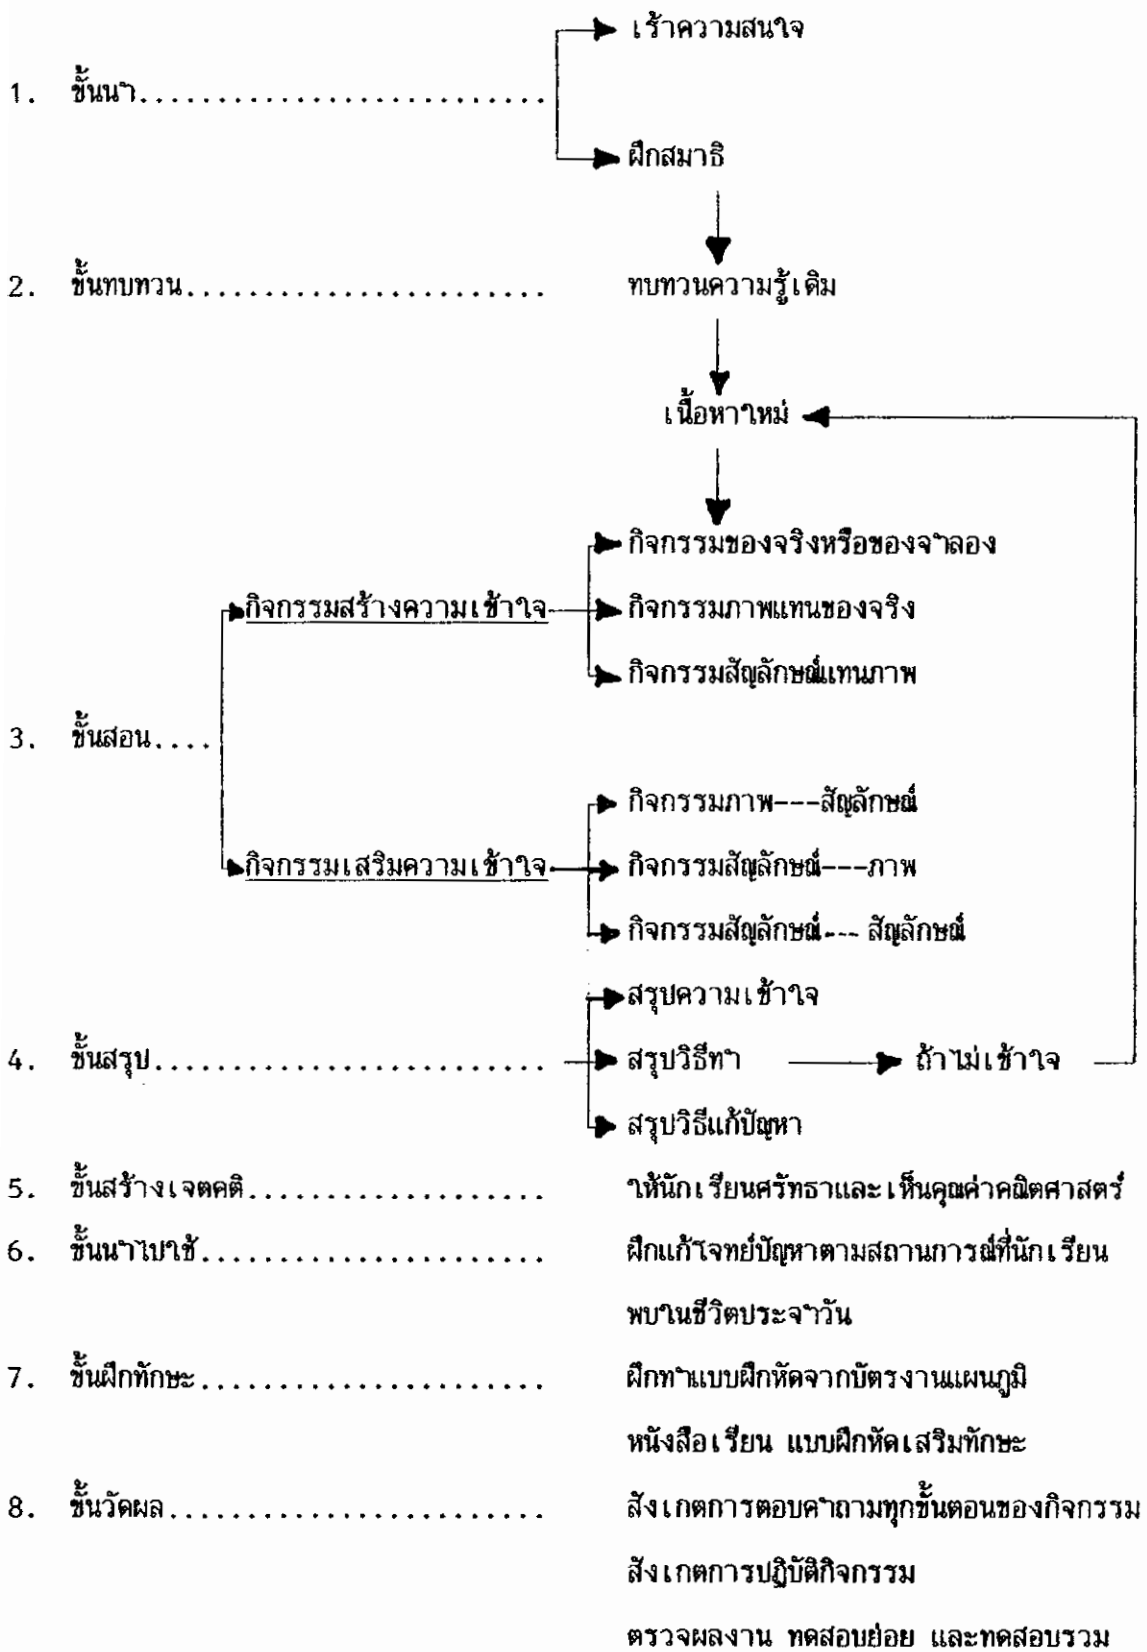 เร้าความสนใจ
1. ขั้นนำ..........................
ฝึกสมาธิ
2. ขั้นทบทวน....................... ทบทวนความรู้เดิม
เนื้อหาใหม่
กิจกรรมของจริงหรือของจำลอง
กิจกรรมสร้างความเข้าใจ กิจกรรมภาพแทนของจริง
กิจกรรมสัญลักษณ์แทนภาพ
3. ขั้นสอน....
กิจกรรมภาพ---สัญลักษณ์
กิจกรรมเสริมความเข้าใจ กิจกรรมสัญลักษณ์---ภาพ
กิจกรรมสัญลักษณ์--- สัญลักษณ์
สรุปความเข้าใจ
4. ขั้นสรุป......................... สรุปวิธีทำ ถ้าไม่เข้าใจ
สรุปวิธีแก้ปัญหา
5. ขั้นสร้างเจตคติ................... ให้นักเรียนศรัทธาและเห็นคุณค่าคณิตศาสตร์
6. ขั้นนำไปใช้...................... ฝึกแก้โจทย์ปัญหาตามสถานการณ์ที่นักเรียน
พบในชีวิตประจำวัน
7. ขั้นฝึกทักษะ...................... ฝึกทำแบบฝึกหัดจากบัตรงานแผนภูมิ
หนังสือเรียน แบบฝึกหัดเสริมทักษะ
8. ขั้นวัดผล........................ สังเกตการตอบคำถามทุกขั้นตอนของกิจกรรม
สังเกตการปฏิบัติกิจกรรม
ตรวจผลงาน ทดสอบย่อย และทดสอบรวม